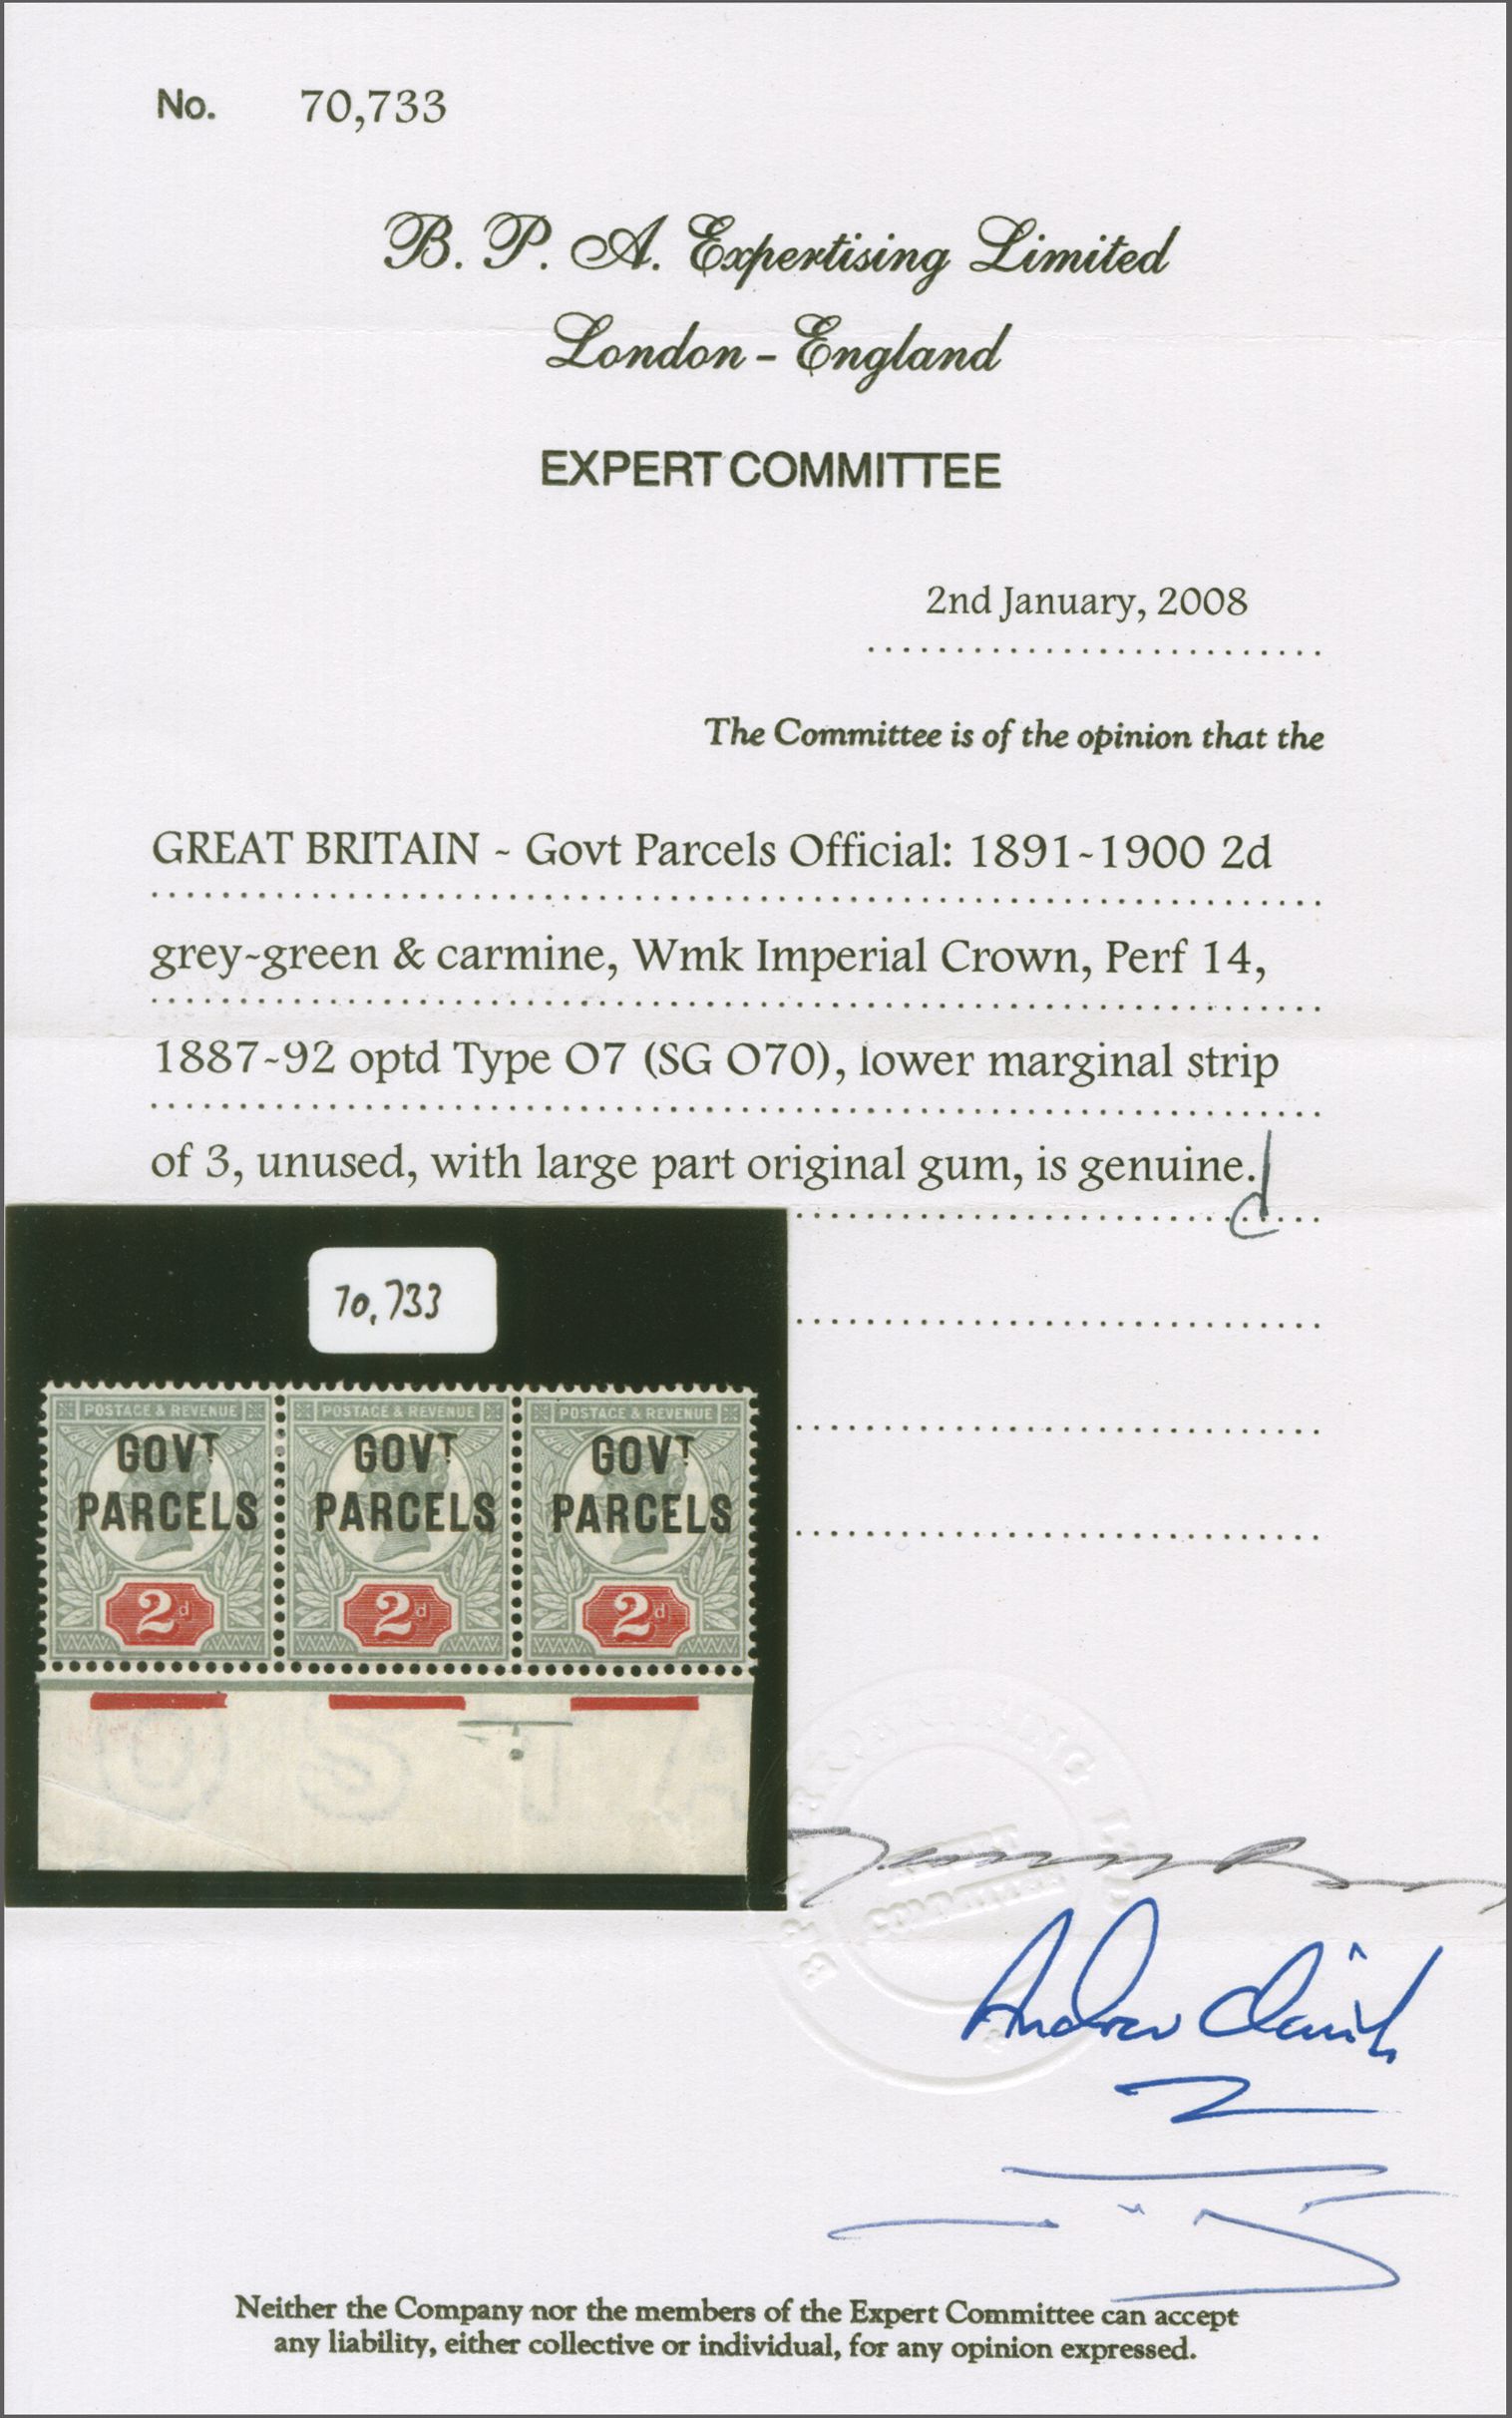 No. 70,733
B. P. A. Expertising Limited
London - England
EXPERT COMMITTEE
2nd January, 2008
The Committee is of the opinion that the
GREAT BRITAIN - Govt Parcels Official: 1891-1900 2d
grey-green & carmine, Wmk Imperial Crown, Perf 14,
1887-92 optd Type O7 (SG O70), lower marginal strip
of 3, unused, with large part original gum, is genuine.
70,733
POSTAGE & REVENUE POSTAGE & REVENUE POSTAGE & REVENUE
GOVT GOVT GOVT
PARCELS PARCELS PARCELS
2d 2d 2d
EXPERT
COMMITTEE
Andrew
Neither the Company nor the members of the Expert Committee can accept
any liability, either collective or individual, for any opinion expressed.